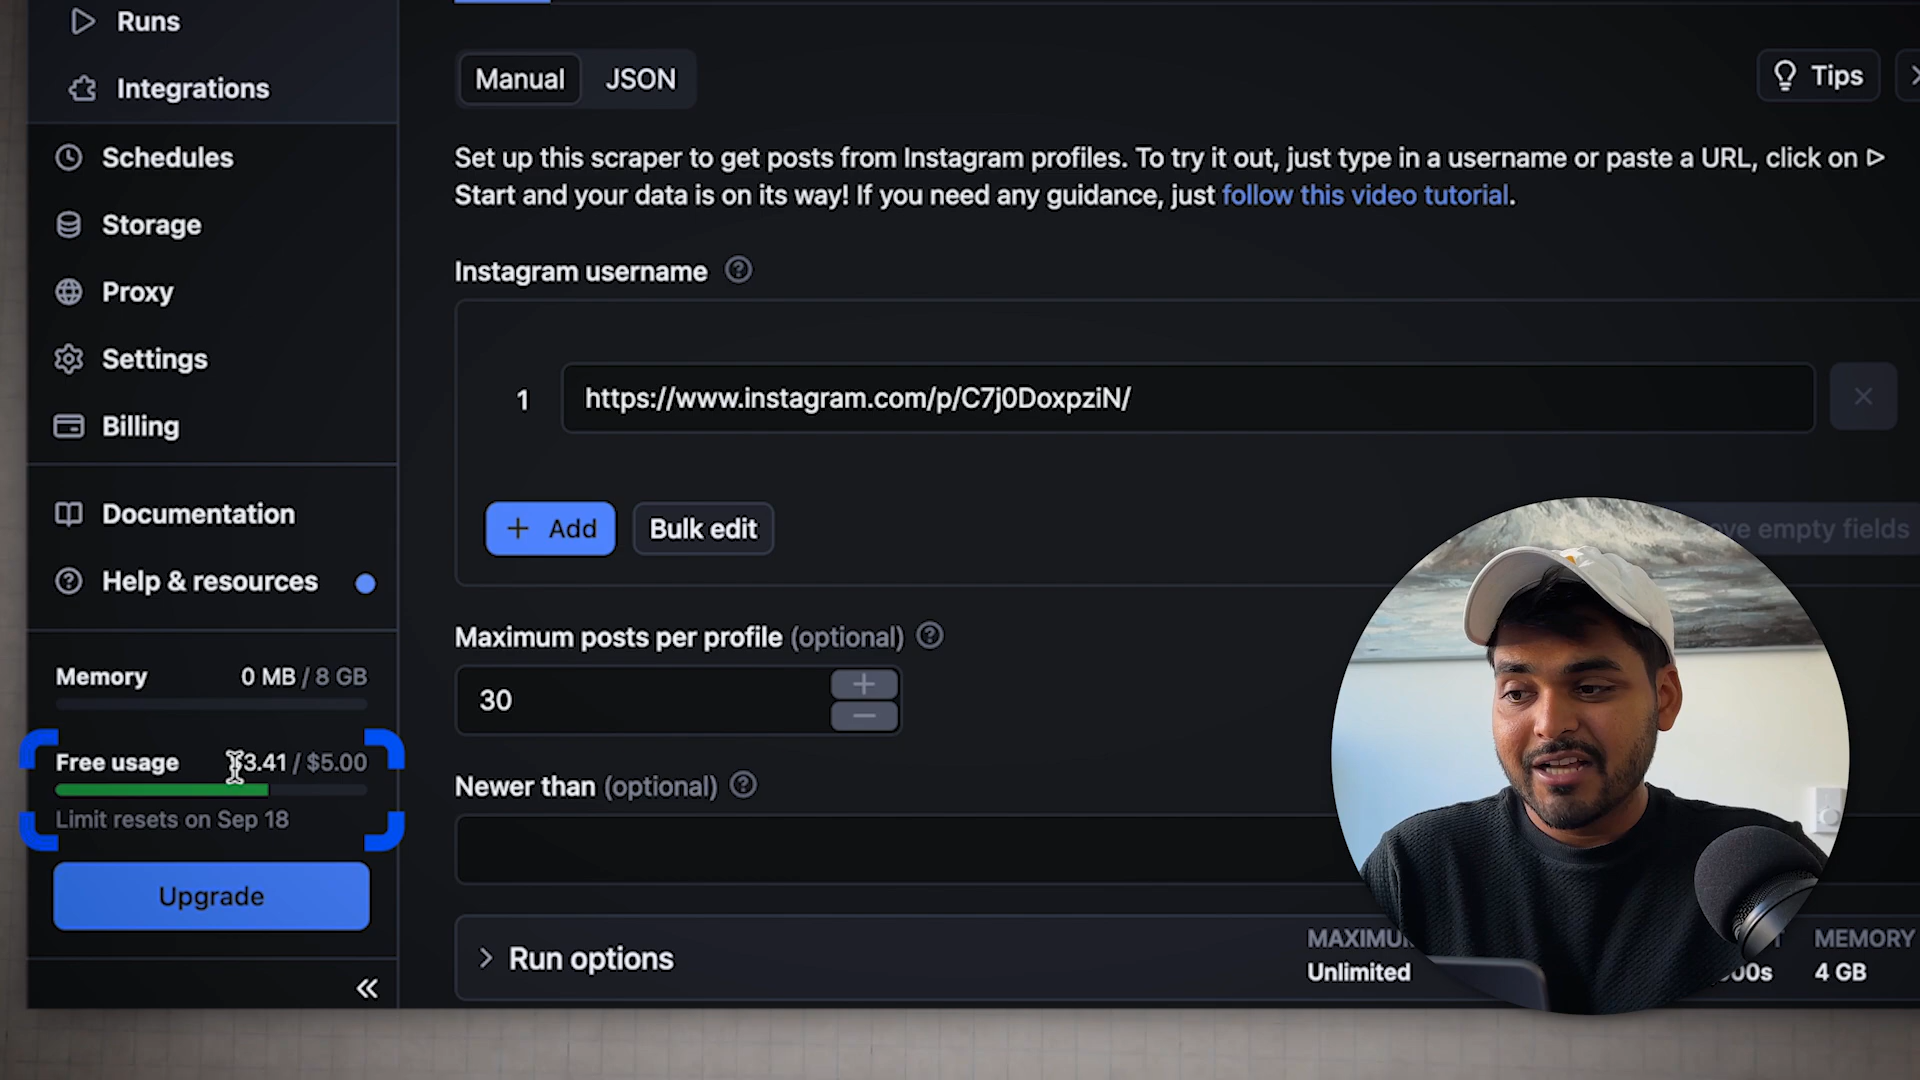 Runs
Integrations
Schedules
Storage
Proxy
Settings
Billing
Documentation
Help & resources
Memory 0 MB / 8 GB
Free usage 3.41 / $5.00
Limit resets on Sep 18
Upgrade
Manual JSON
Tips
Set up this scraper to get posts from Instagram profiles. To try it out, just type in a username or paste a URL, click on ▷
Start and your data is on its way! If you need any guidance, just follow this video tutorial.
Instagram username
1 https://www.instagram.com/p/C7j0DoxpziN/
+ Add Bulk edit
empty fields
Maximum posts per profile (optional)
30
Newer than (optional)
Run options
MEMORY
Unlimited 4 GB